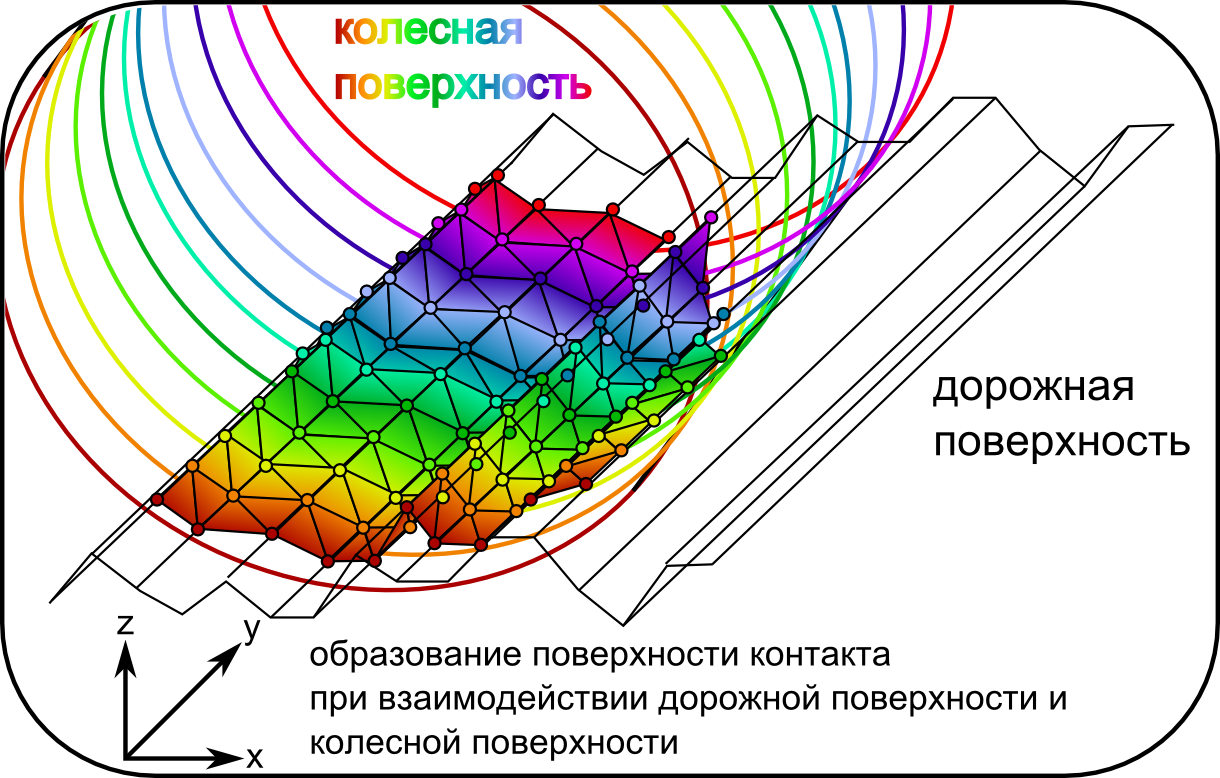 колесная
поверхность
дорожная
поверхность
z
y
x
образование поверхности контакта
при взаимодействии дорожной поверхности и
колесной поверхности